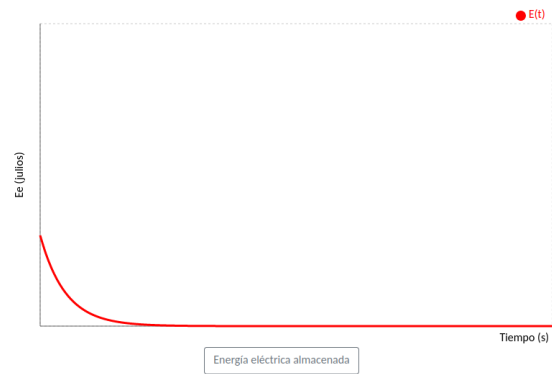 E(t)
Ee (julios)
Tiempo (s)
Energía eléctrica almacenada